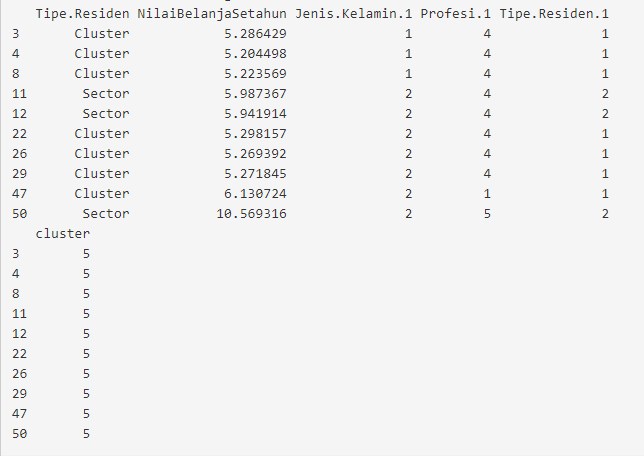 Tipe.Residen NilaiBelanjaSetahun Jenis.Kelamin.1 Profesi.1 Tipe.Residen.1
3 Cluster 5.286429 1 4 1
4 Cluster 5.204498 1 4 1
8 Cluster 5.223569 1 4 1
11 Sector 5.987367 2 4 2
12 Sector 5.941914 2 4 2
22 Cluster 5.298157 2 4 1
26 Cluster 5.269392 2 4 1
29 Cluster 5.271845 2 4 1
47 Cluster 6.130724 2 1 1
50 Sector 10.569316 2 5 2
cluster
3 5
4 5
8 5
11 5
12 5
22 5
26 5
29 5
47 5
50 5